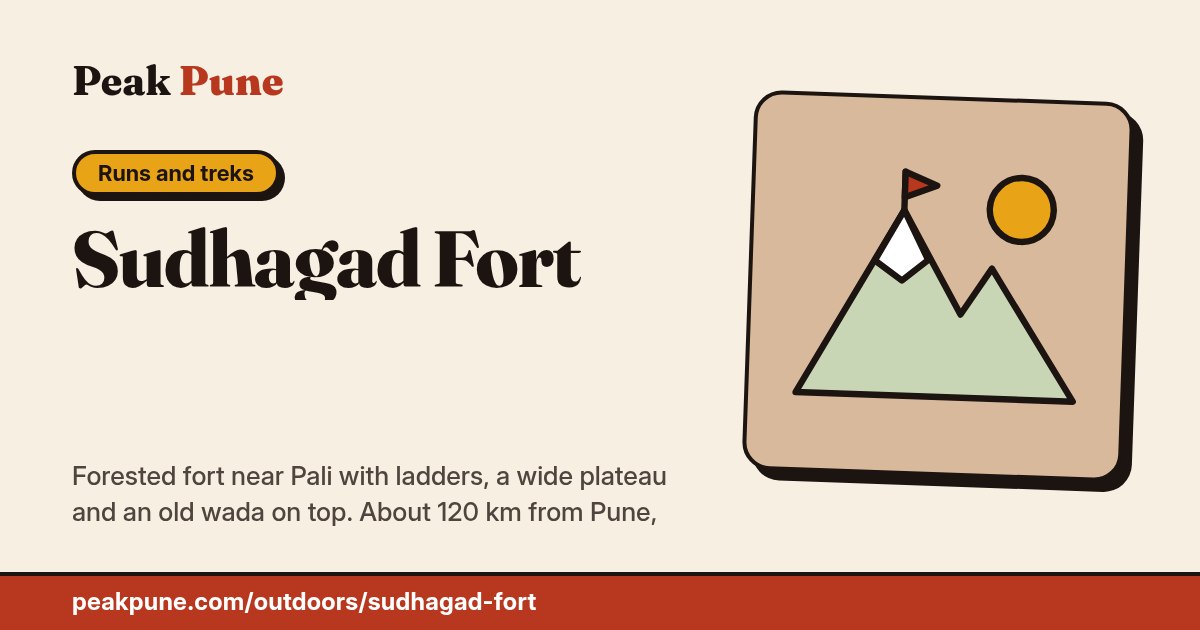 Peak Pune
Runs and treks
Sudhagad Fort
Forested fort near Pali with ladders, a wide plateau
and an old wada on top. About 120 km from Pune,
peakpune.com/outdoors/sudhagad-fort